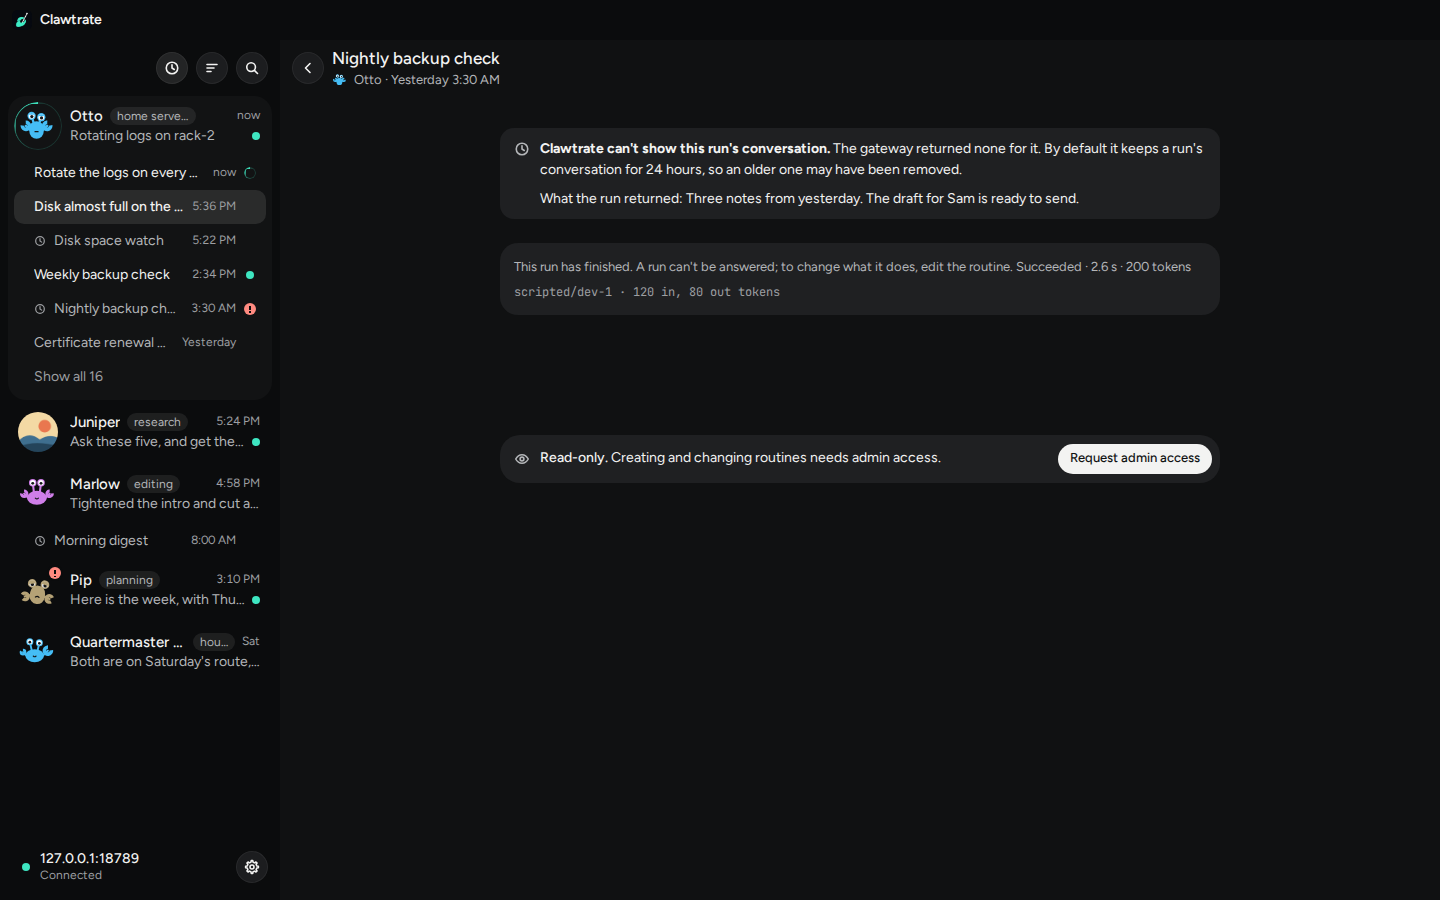 Clawtrate
Nightly backup check
Otto · Yesterday 3:30 AM
Otto home serve... now
Rotating logs on rack-2
Rotate the logs on every ... now
Disk almost full on the ... 5:36 PM
Disk space watch 5:22 PM
Weekly backup check 2:34 PM
Nightly backup ch... 3:30 AM
Certificate renewal ... Yesterday
Show all 16
Juniper research 5:24 PM
Ask these five, and get the...
Marlow editing 4:58 PM
Tightened the intro and cut a...
Morning digest 8:00 AM
Pip planning 3:10 PM
Here is the week, with Thu...
Quartermaster ... hou... Sat
Both are on Saturday's route,...
127.0.0.1:18789
Connected
Clawtrate can't show this run's conversation. The gateway returned none for it. By default it keeps a run's
conversation for 24 hours, so an older one may have been removed.
What the run returned: Three notes from yesterday. The draft for Sam is ready to send.
This run has finished. A run can't be answered; to change what it does, edit the routine. Succeeded · 2.6 s · 200 tokens
scripted/dev-1 · 120 in, 80 out tokens
Read-only. Creating and changing routines needs admin access.
Request admin access